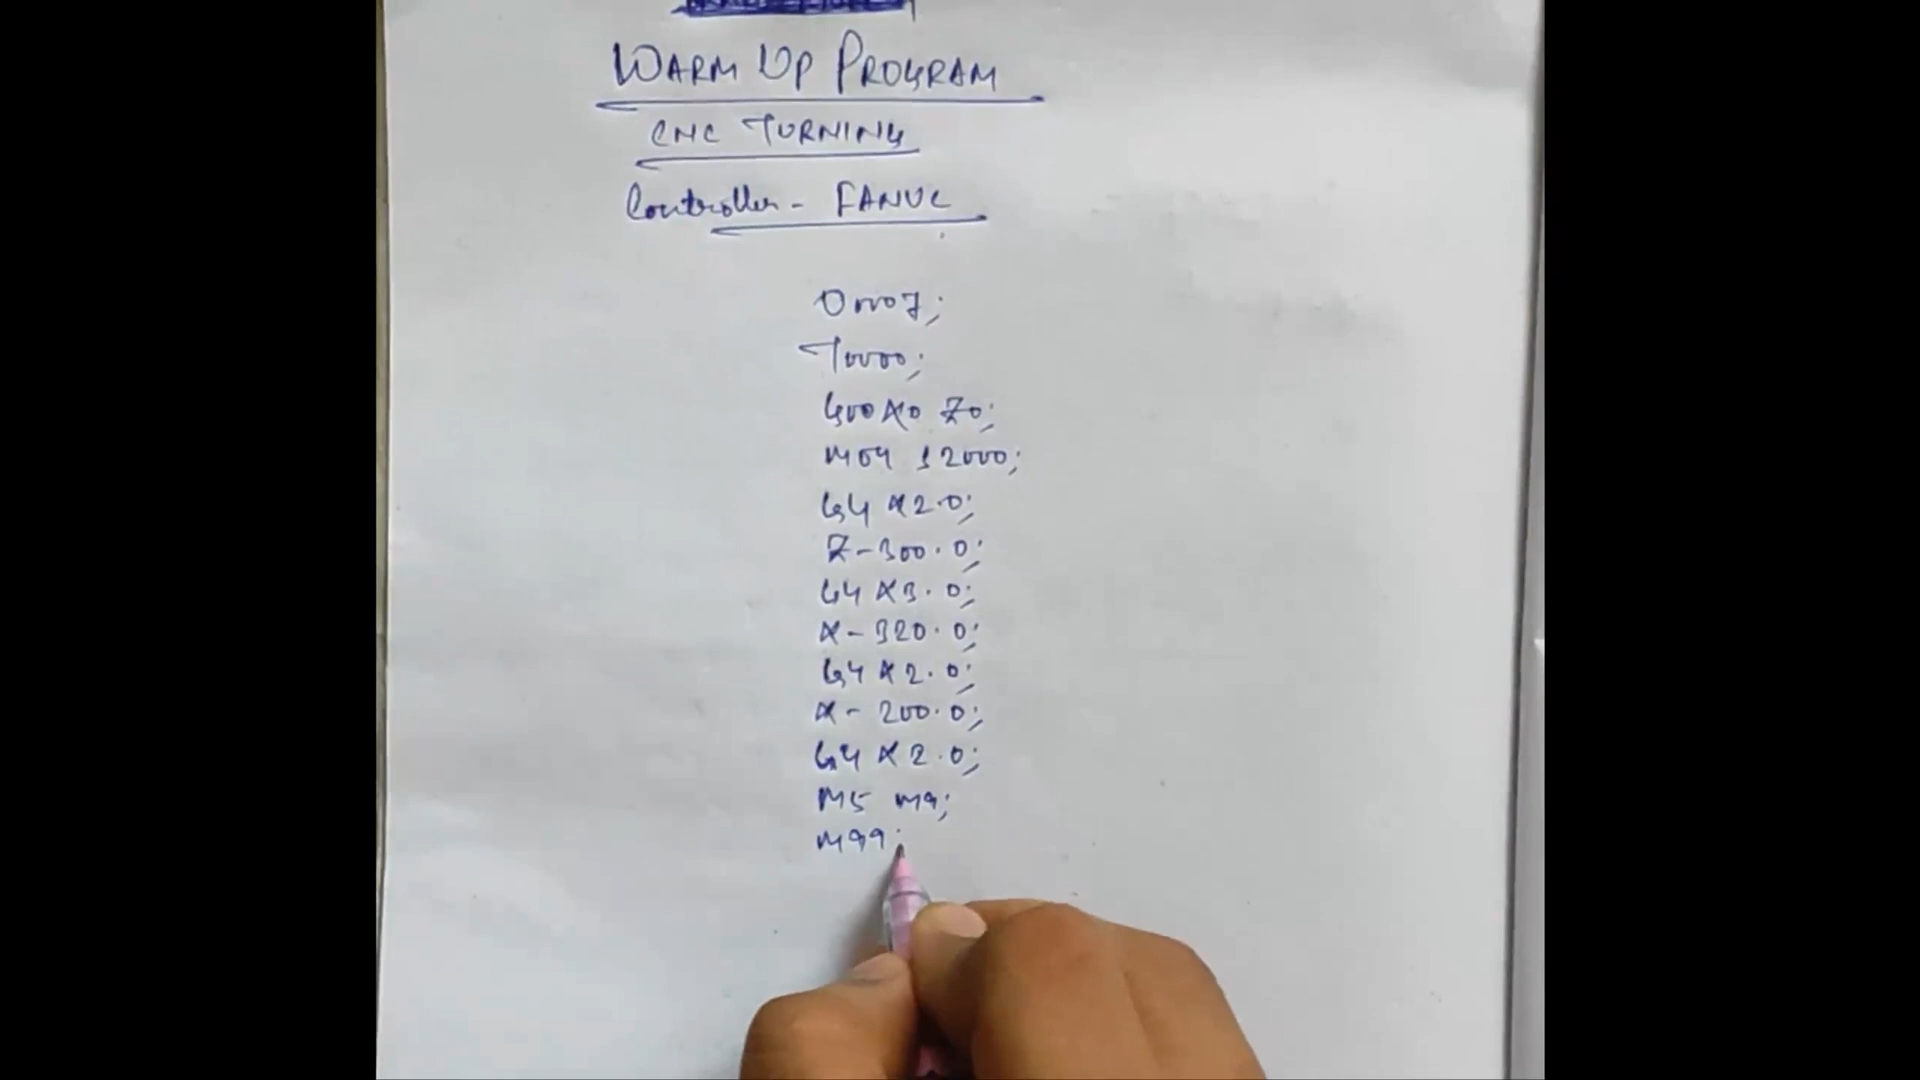 WARM UP PROGRAM
CNC TURNING
Controller - FANUC
O0007;
T0000;
G00 X0 Z0;
M04 S2000;
G4 X2.0;
Z-300.0;
G4 X3.0;
X-320.0;
G4 X2.0;
X-200.0;
G4 X2.0;
M5 M9;
M99;